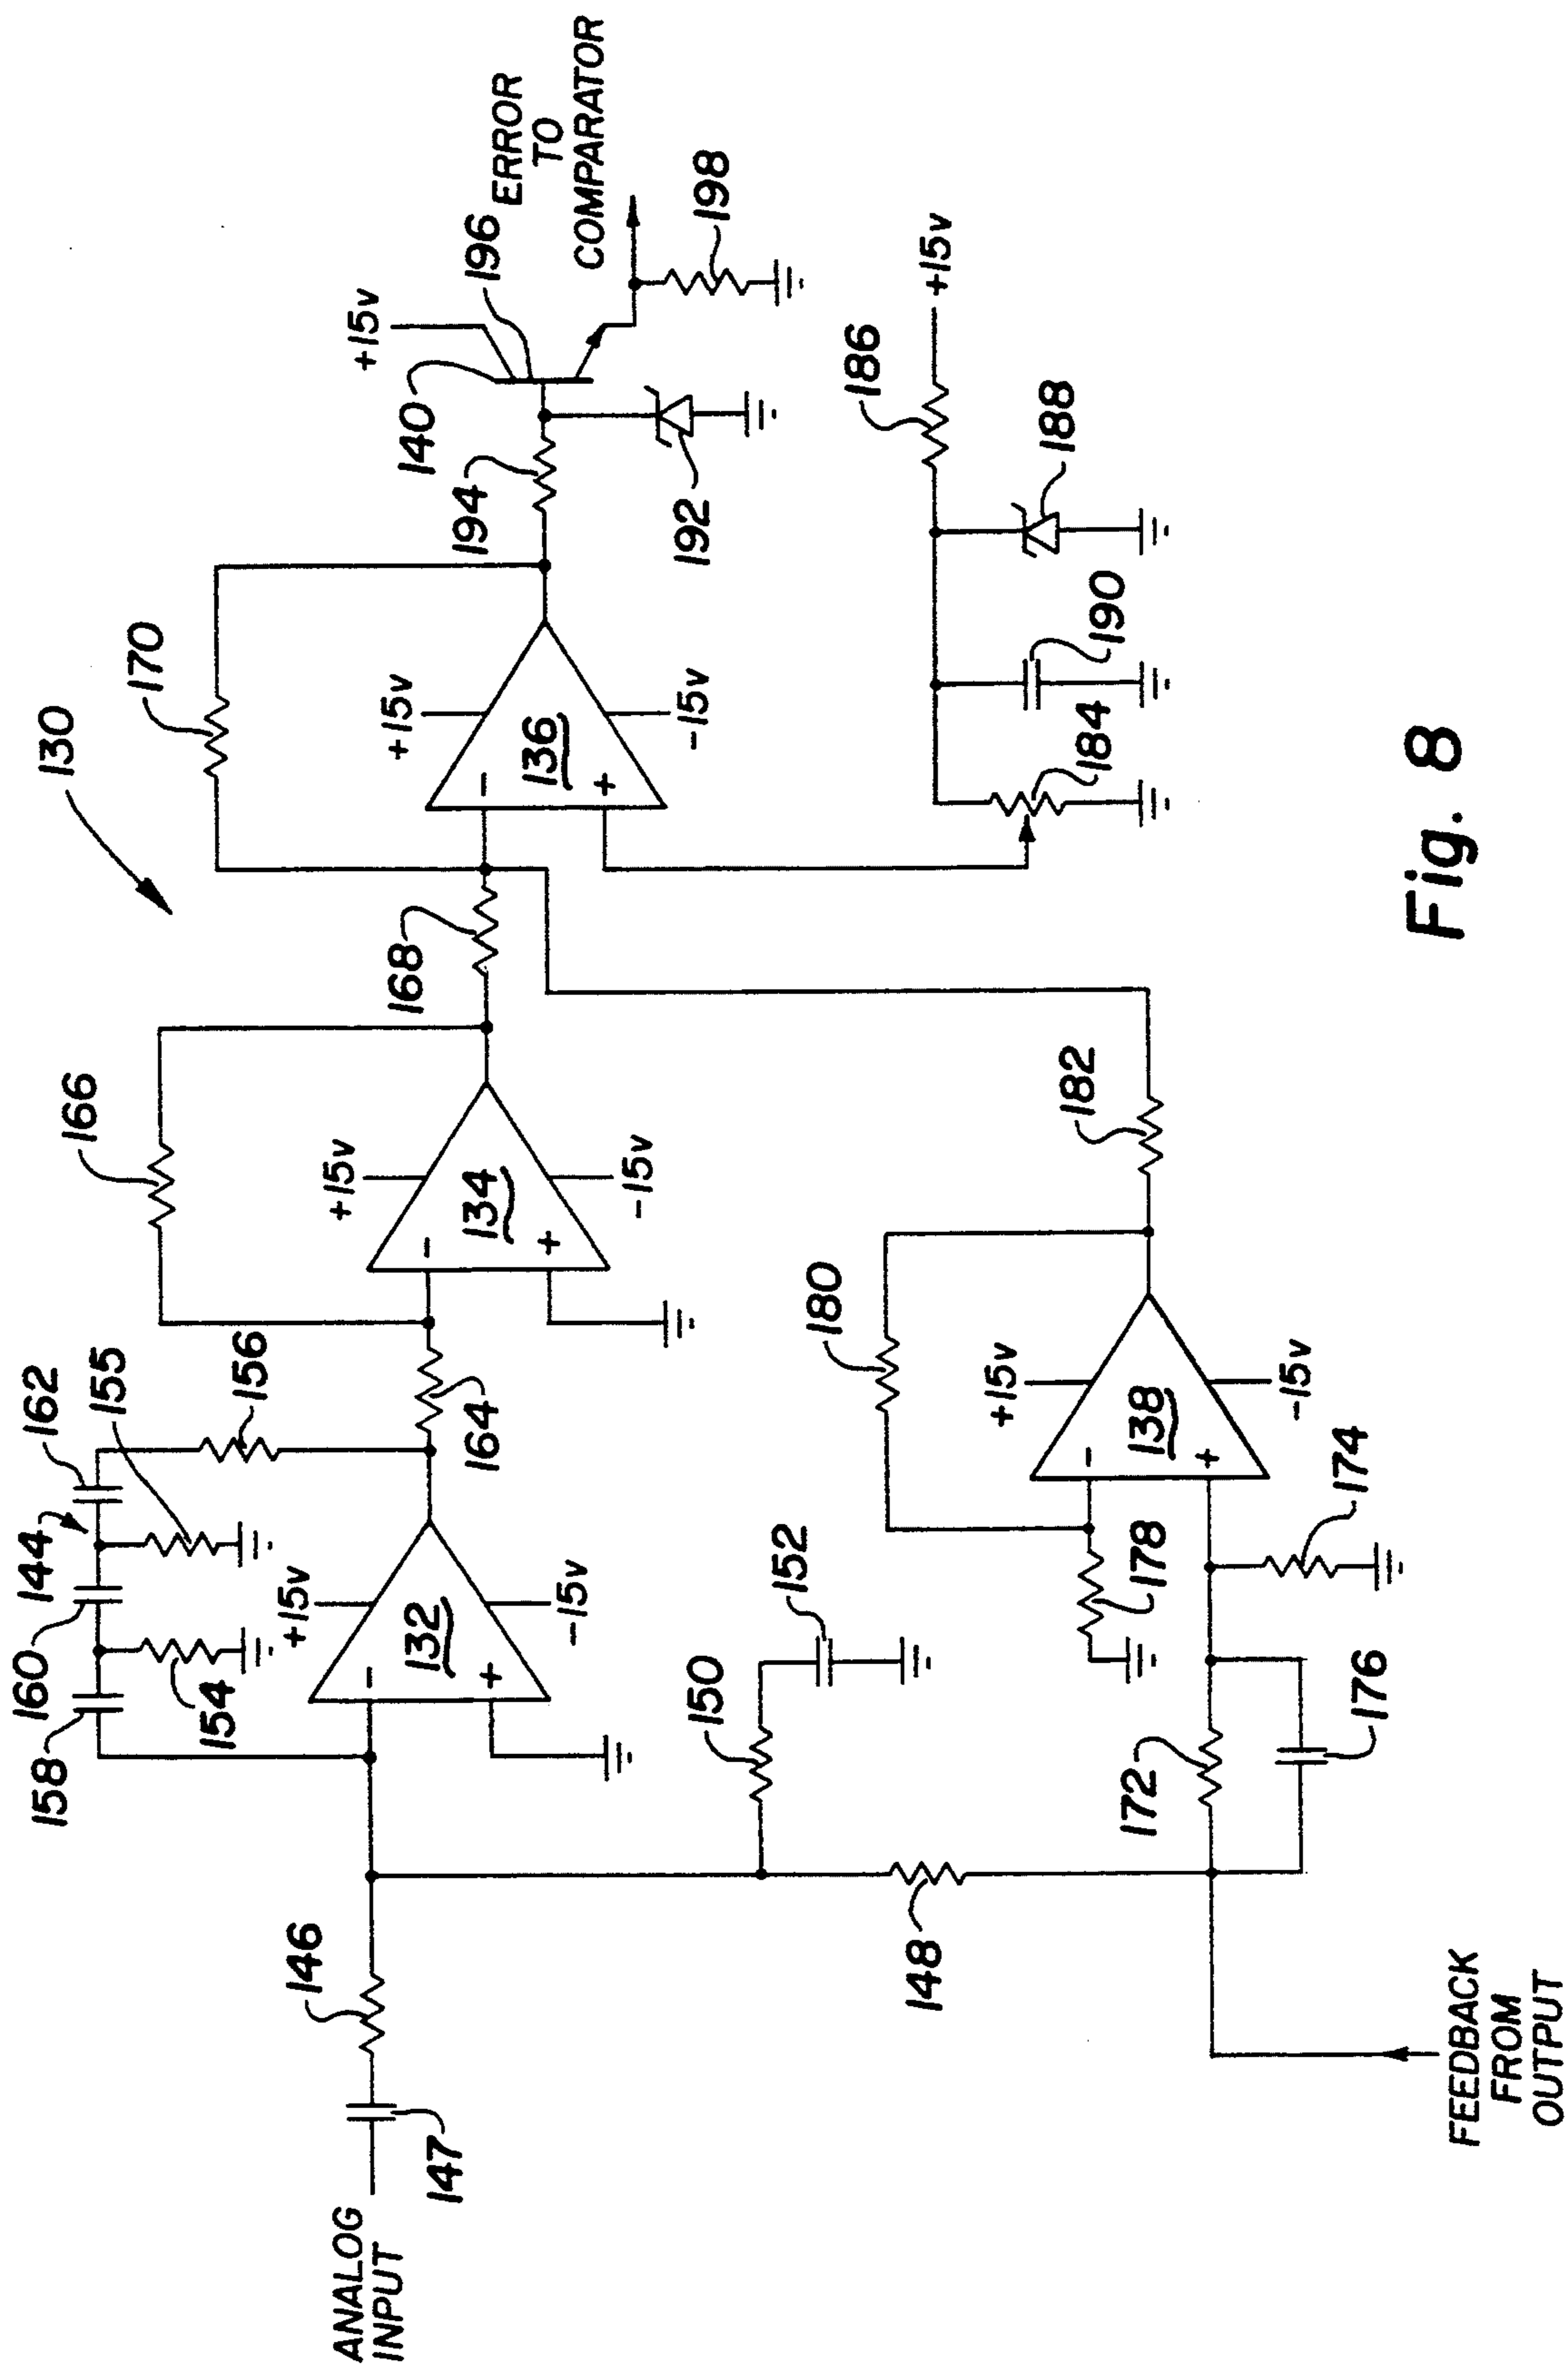 130
170
166
162
155
144
156
160
158
154
+15v
132
-15v
164
+15v
134
-15v
168
+15v
136
-15v
194
140
+15v
196
192
ERROR
TO
COMPARATOR
198
ANALOG
INPUT
147
146
150
152
148
180
+15v
138
-15v
178
174
172
176
182
186
+15v
188
190
184
FEEDBACK
FROM
OUTPUT
Fig. 8